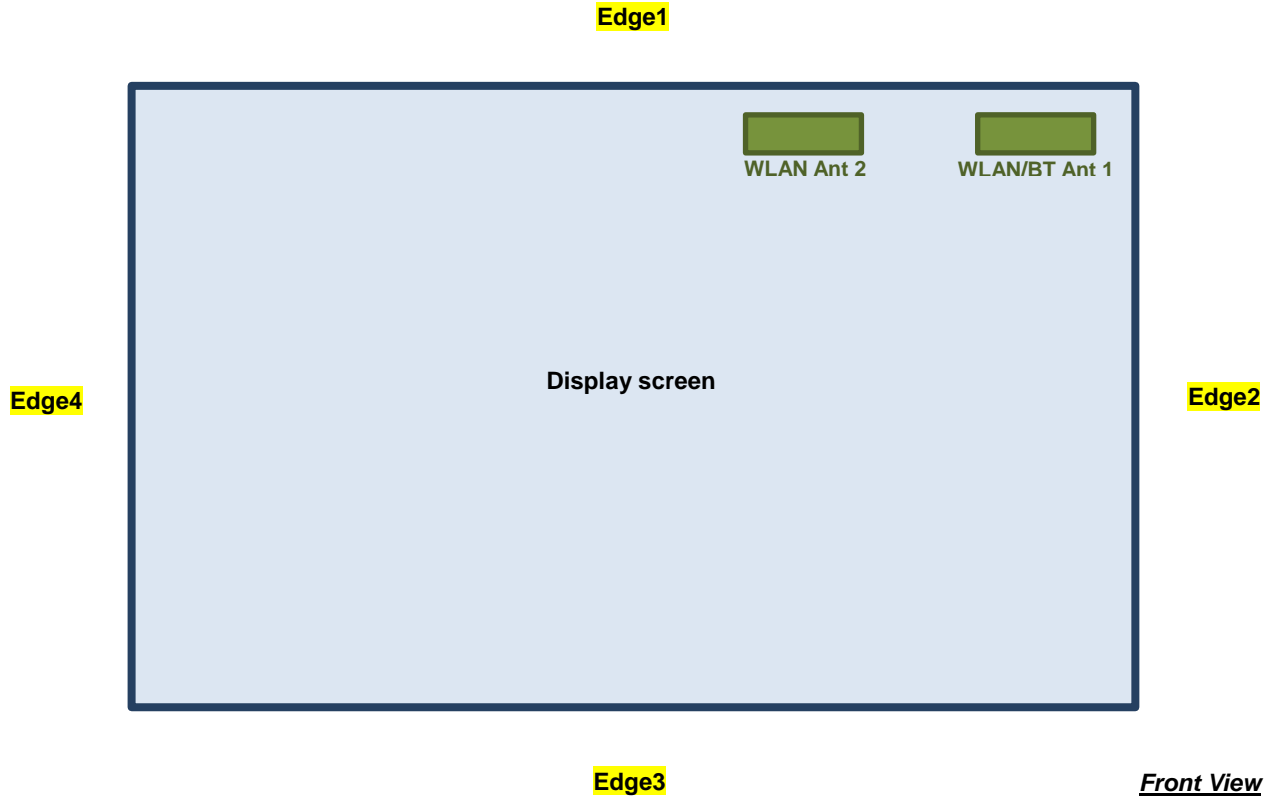 Edge1
WLAN Ant 2
WLAN/BT Ant 1
Display screen
Edge4
Edge2
Edge3
Front View